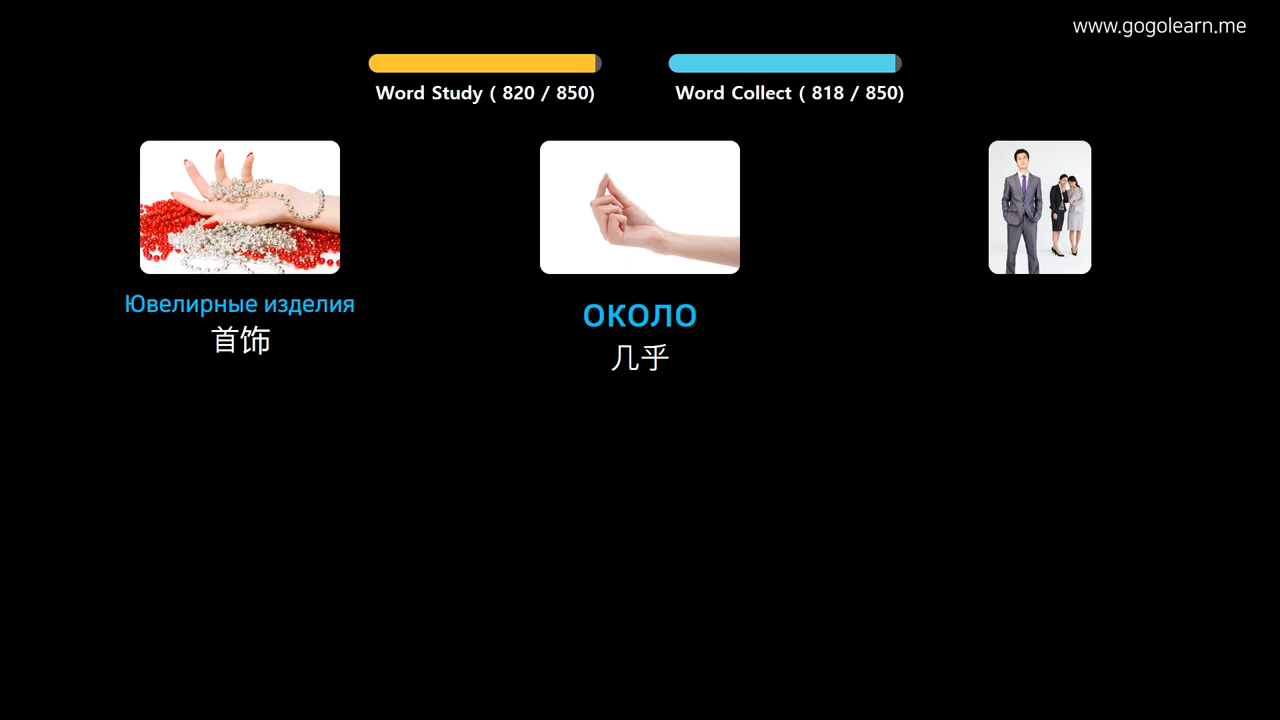 www.gogolearn.me
Word Study ( 820 / 850)
Word Collect ( 818 / 850)
Ювелирные изделия
首饰
около
几乎